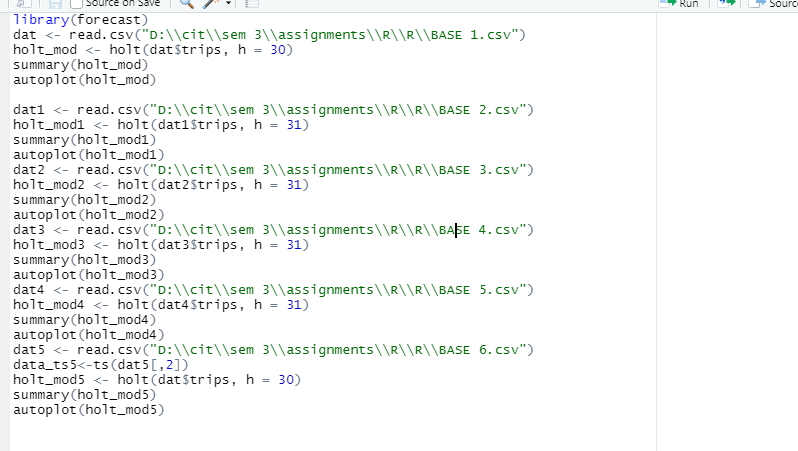 Source on Save
Run
Sourc
library(forecast)
dat <- read.csv("D:\\cit\\sem 3\\assignments\\R\\R\\BASE 1.csv")
holt_mod <- holt(dat$trips, h = 30)
summary(holt_mod)
autoplot(holt_mod)
dat1 <- read.csv("D:\\cit\\sem 3\\assignments\\R\\R\\BASE 2.csv")
holt_mod1 <- holt(dat1$trips, h = 31)
summary(holt_mod1)
autoplot(holt_mod1)
dat2 <- read.csv("D:\\cit\\sem 3\\assignments\\R\\R\\BASE 3.csv")
holt_mod2 <- holt(dat2$trips, h = 31)
summary(holt_mod2)
autoplot(holt_mod2)
dat3 <- read.csv("D:\\cit\\sem 3\\assignments\\R\\R\\BASE 4.csv")
holt_mod3 <- holt(dat3$trips, h = 31)
summary(holt_mod3)
autoplot(holt_mod3)
dat4 <- read.csv("D:\\cit\\sem 3\\assignments\\R\\R\\BASE 5.csv")
holt_mod4 <- holt(dat4$trips, h = 31)
summary(holt_mod4)
autoplot(holt_mod4)
dat5 <- read.csv("D:\\cit\\sem 3\\assignments\\R\\R\\BASE 6.csv")
data_ts5<-ts(dat5[,2])
holt_mod5 <- holt(dat$trips, h = 30)
summary(holt_mod5)
autoplot(holt_mod5)